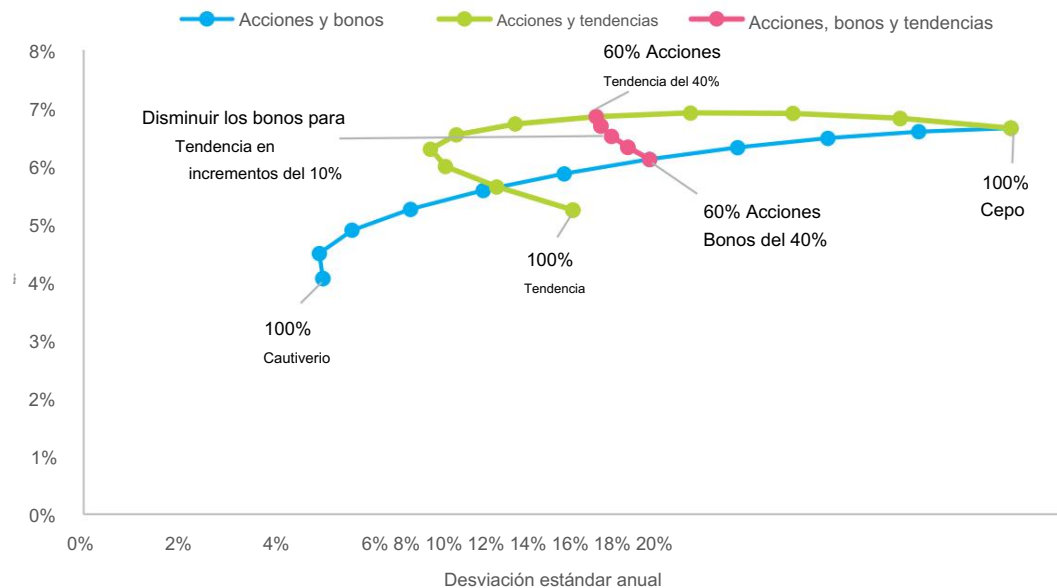 Acciones y bonos Acciones y tendencias Acciones, bonos y tendencias
8%
60% Acciones
Tendencia del 40%
7%
Disminuir los bonos para
Tendencia en
incrementos del 10%
6%
100%
Cepo
60% Acciones
Bonos del 40%
5%
100%
Tendencia
4%
100%
Cautiverio
3%
2%
1%
0%
0% 2% 4% 6% 8% 10% 12% 14% 16% 18% 20%
Desviación estándar anual